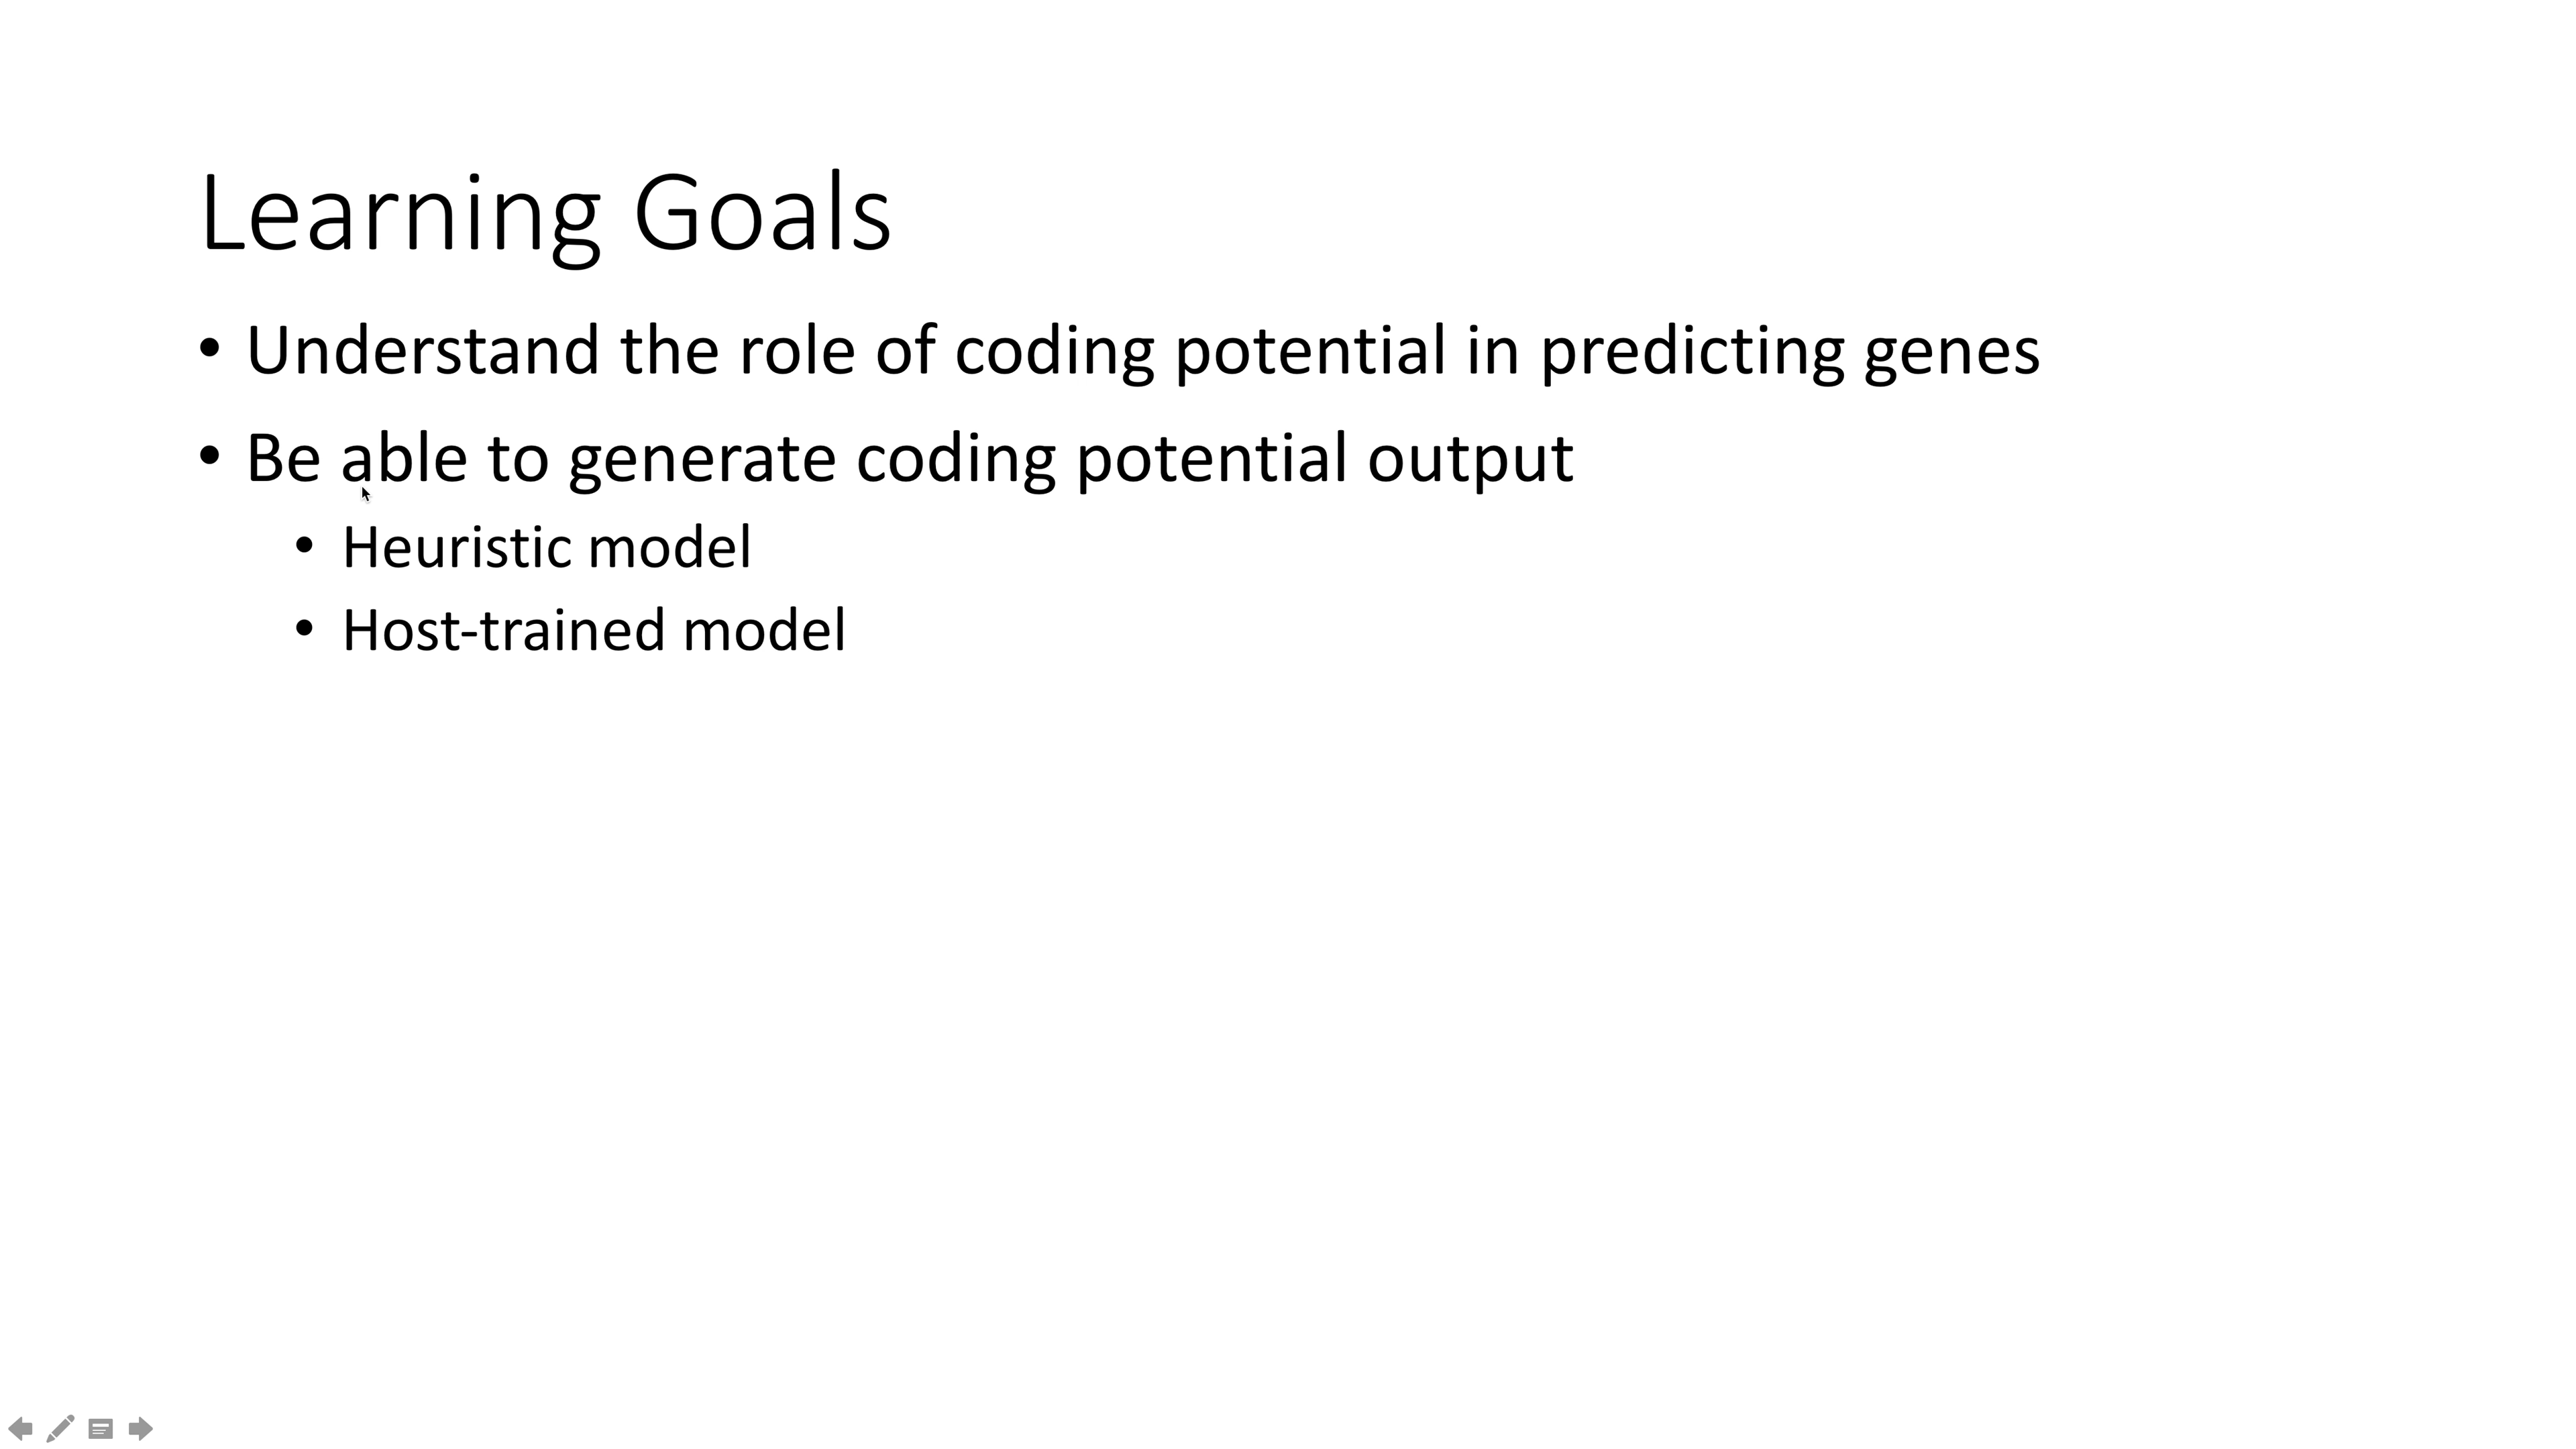 Learning Goals
• Understand the role of coding potential in predicting genes
• Be able to generate coding potential output
• Heuristic model
• Host-trained model